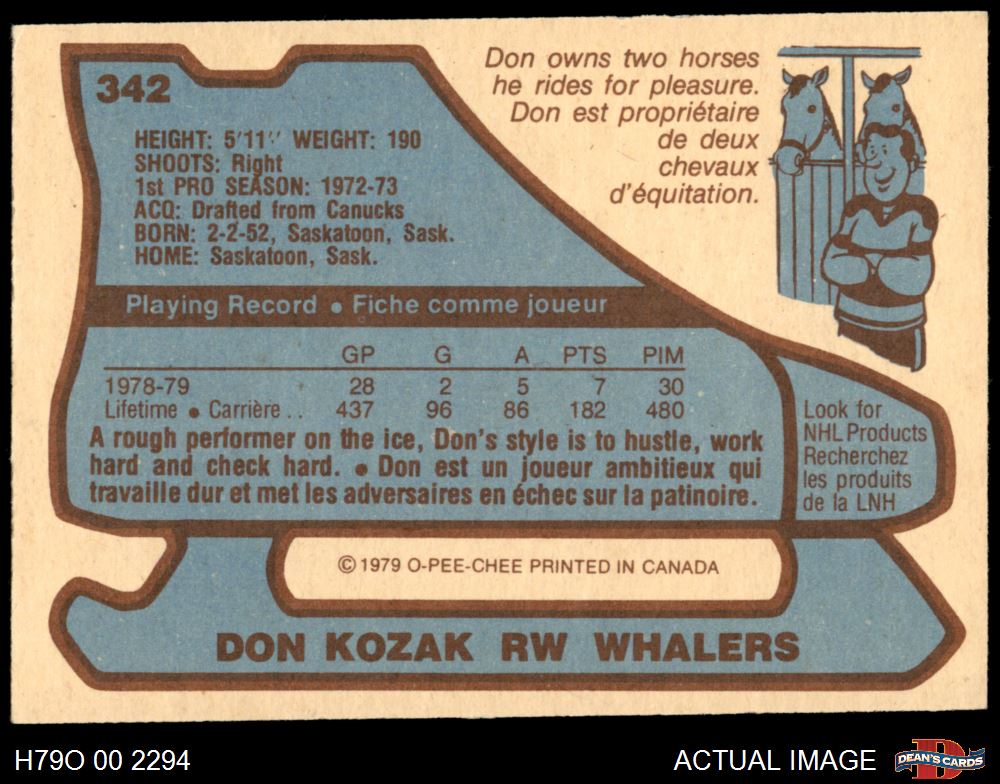 342
Don owns two horses
he rides for pleasure.
Don est propriétaire
de deux
chevaux
d'équitation.
HEIGHT: 5'11'' WEIGHT: 190
SHOOTS: Right
1st PRO SEASON: 1972-73
ACQ: Drafted from Canucks
BORN: 2-2-52, Saskatoon, Sask.
HOME: Saskatoon, Sask.
Playing Record • Fiche comme joueur
GP G A PTS PIM
1978-79 28 2 5 7 30
Lifetime • Carrière .. 437 96 86 182 480
A rough performer on the ice, Don's style is to hustle, work
hard and check hard. • Don est un joueur ambitieux qui
travaille dur et met les adversaires en échec sur la patinoire.
Look for
NHL Products
Recherchez
les produits
de la LNH
© 1979 O-PEE-CHEE PRINTED IN CANADA
DON KOZAK RW WHALERS
H79O 00 2294
ACTUAL IMAGE
DEAN'S CARDS